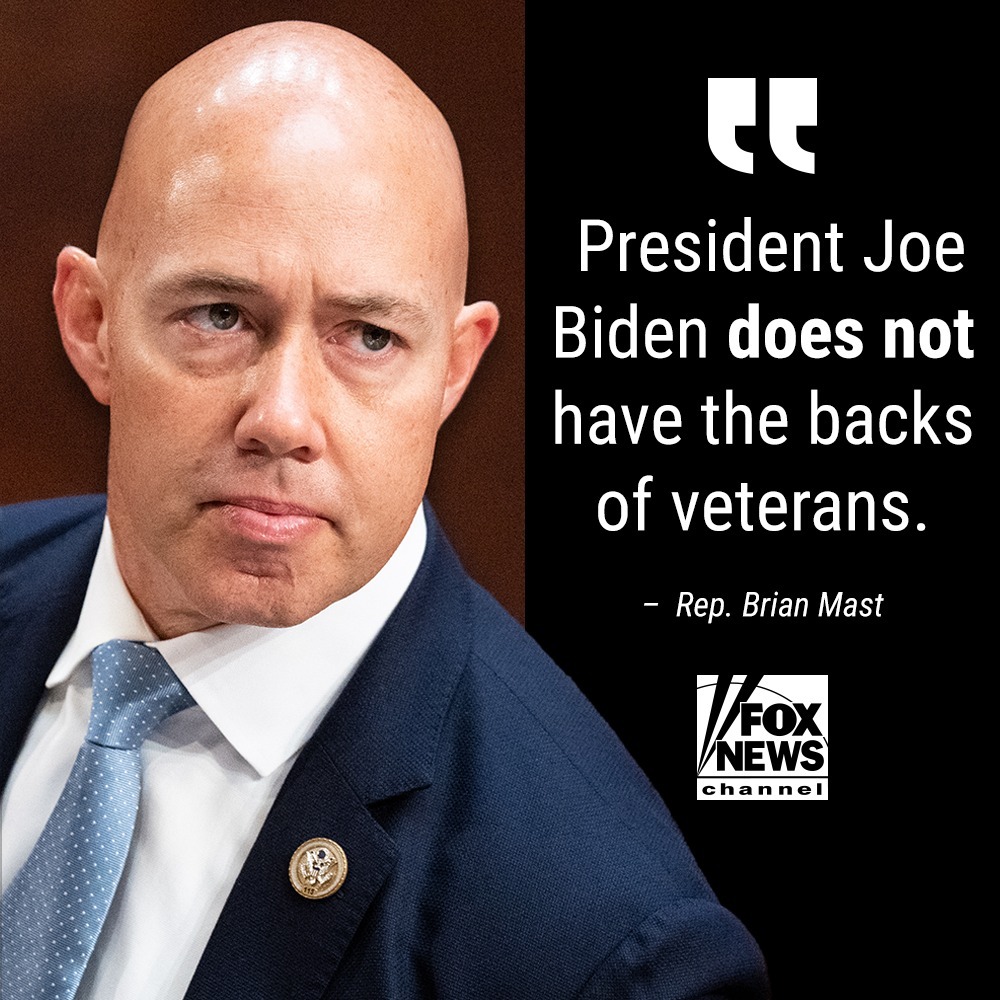 President Joe
Biden does not
have the backs
of veterans.
– Rep. Brian Mast
FOX
NEWS
channel